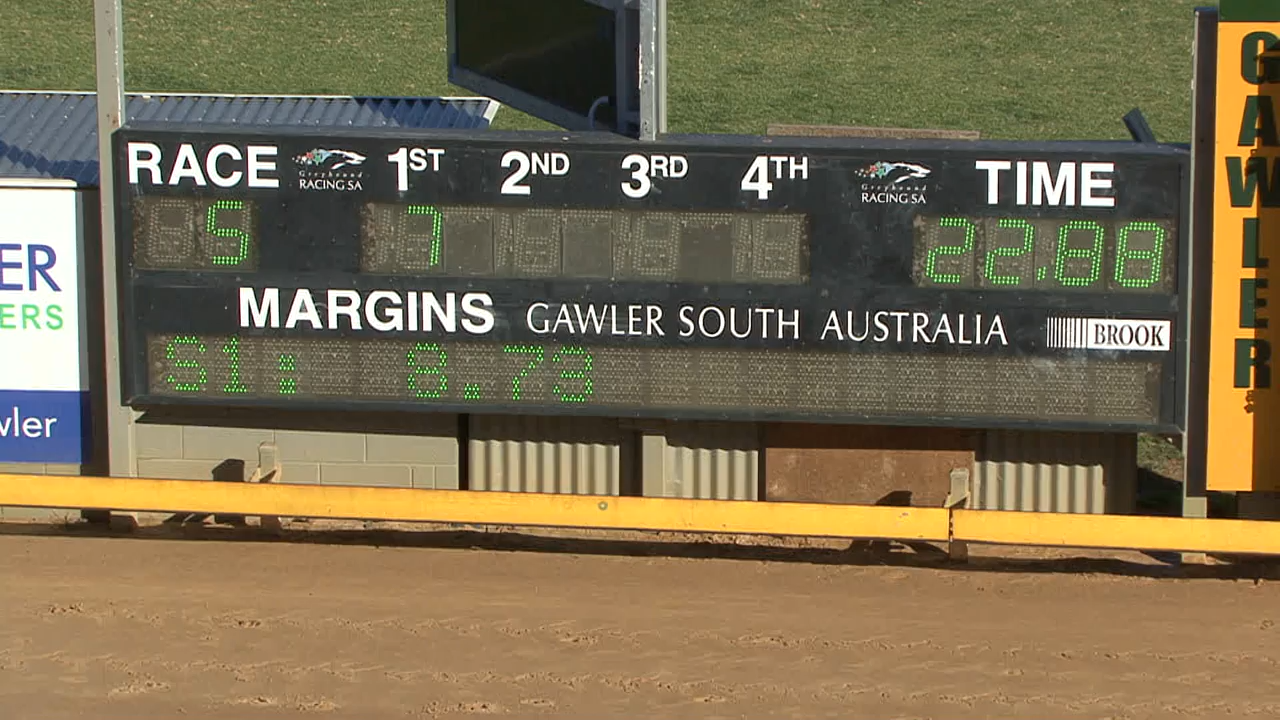 RACE
Greyhound
RACING SA
1ST
2ND
3RD
4TH
Greyhound
RACING SA
TIME
5
7
22.88
MARGINS
GAWLER SOUTH AUSTRALIA
BROOK
S1: 8.73
ER
ERS
wler
GAWLER